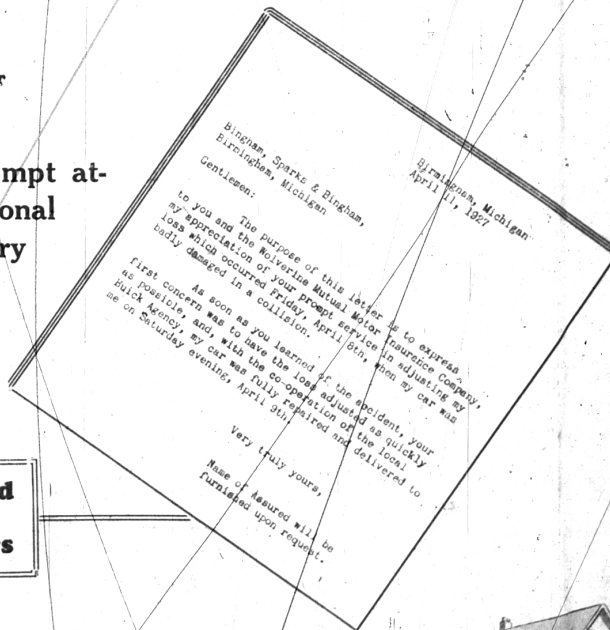 r
mpt at-
onal
ry
Birmingham, Michigan
April 11, 1927
Bingham, Sparks & Bingham,
Birmingham, Michigan
Gentlemen:
The purpose of this letter is to express
to you and the Wolverine Mutual Motor Insurance Company,
my appreciation of your prompt service in adjusting my
loss which occurred Friday, April 8th, when my car was
badly damaged in a collision.
As soon as you learned of the accident, your
first concern was to have the loss adjusted as quickly
as possible, and, with the co-operation of the local
Buick Agency, my car was fully repaired and delivered to
me on Saturday evening, April 9th.
Very truly yours,
Name of Assured will be
furnished upon request.
d
s